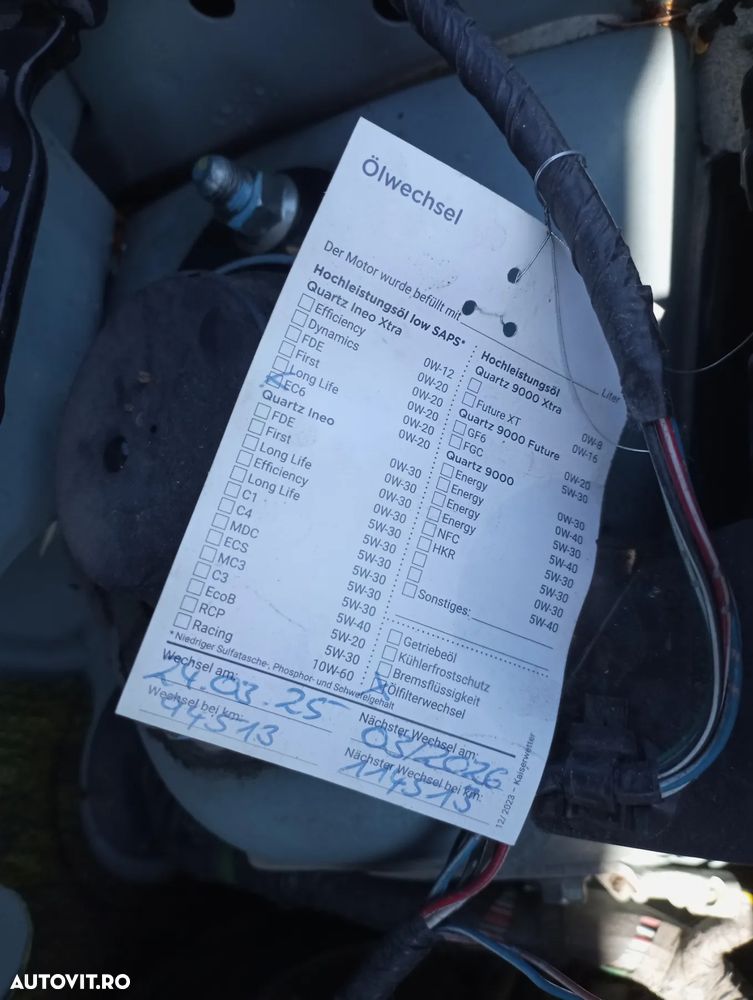 Ölwechsel
Der Motor wurde befüllt mit Liter
Hochleistungsöl low SAPS*
Quartz Ineo Xtra
Efficiency 0W-12
Dynamics 0W-20
FDE 0W-20
First 0W-20
Long Life 0W-20
EC6
Quartz Ineo
FDE 0W-30
First 0W-30
Long Life 0W-30
Efficiency 0W-30
Long Life 5W-30
C1 5W-30
C4 5W-30
MDC 5W-30
ECS 5W-30
MC3 5W-30
C3 5W-40
EcoB 5W-20
RCP 5W-30
Racing 10W-60
* Niedriger Sulfatasche-, Phosphor- und Schwefelgehalt
Hochleistungsöl
Quartz 9000 Xtra
0W-8
Future XT 0W-16
Quartz 9000 Future
GF6 0W-20
FGC 5W-30
Quartz 9000
Energy 0W-30
Energy 0W-40
Energy 5W-30
Energy 5W-40
NFC 5W-30
HKR 5W-30
0W-30
5W-40
Sonstiges:
Getriebeöl
Kühlerfrostschutz
Bremsflüssigkeit
Ölfilterwechsel
Wechsel am:
24.03.25
Nächster Wechsel am:
03/2026
Wechsel bei km:
94513
Nächster Wechsel bei km:
114513
12/2023 – Kaiserwetter
AUTOVIT.RO